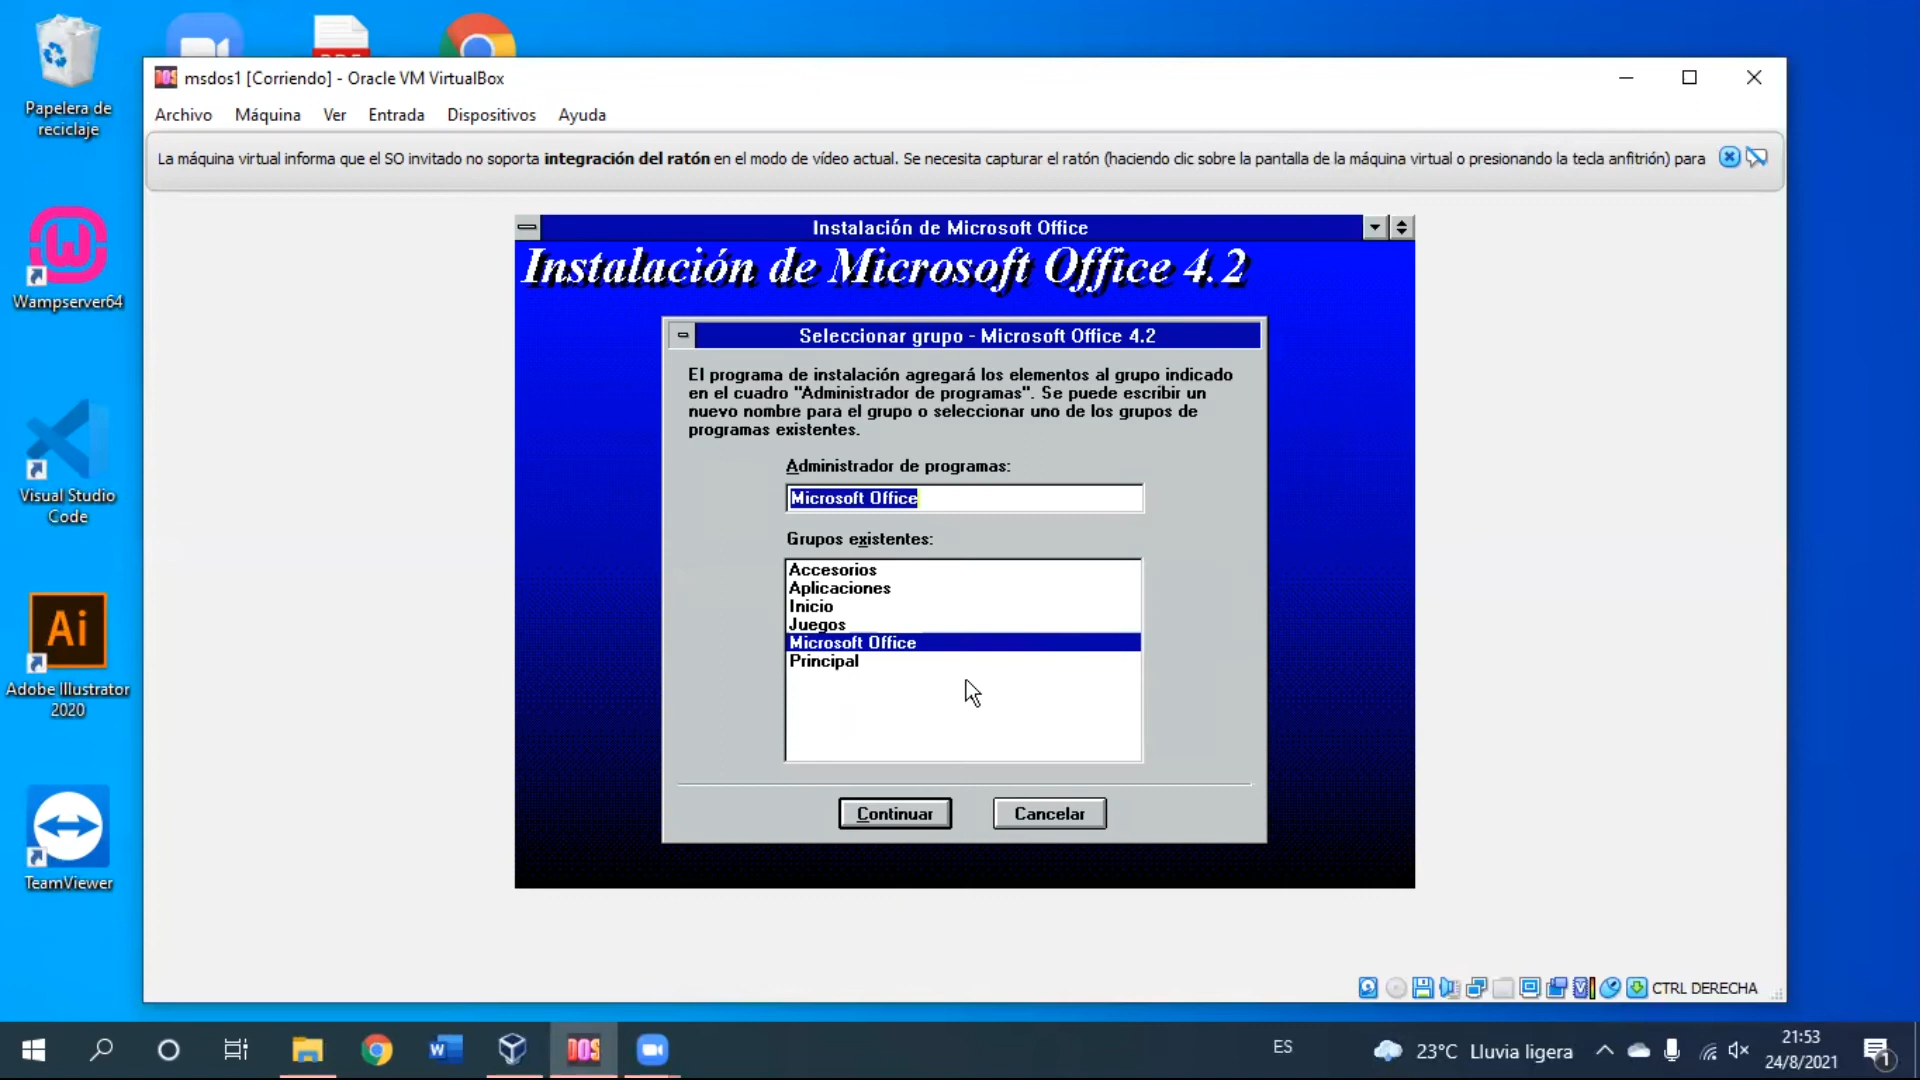 Papelera de
reciclaje
Wampserver64
Visual Studio
Code
Ai
Adobe Illustrator
2020
TeamViewer
DOS msdos1 [Corriendo] - Oracle VM VirtualBox
Archivo Máquina Ver Entrada Dispositivos Ayuda
La máquina virtual informa que el SO invitado no soporta integración del ratón en el modo de vídeo actual. Se necesita capturar el ratón (haciendo clic sobre la pantalla de la máquina virtual o presionando la tecla anfitrión) para
Instalación de Microsoft Office
Instalación de Microsoft Office 4.2
Seleccionar grupo - Microsoft Office 4.2
El programa de instalación agregará los elementos al grupo indicado
en el cuadro "Administrador de programas". Se puede escribir un
nuevo nombre para el grupo o seleccionar uno de los grupos de
programas existentes.
Administrador de programas:
Microsoft Office
Grupos existentes:
Accesorios
Aplicaciones
Inicio
Juegos
Microsoft Office
Principal
Continuar Cancelar
CTRL DERECHA
DOS
ES
23°C Lluvia ligera
21:53
24/8/2021
1